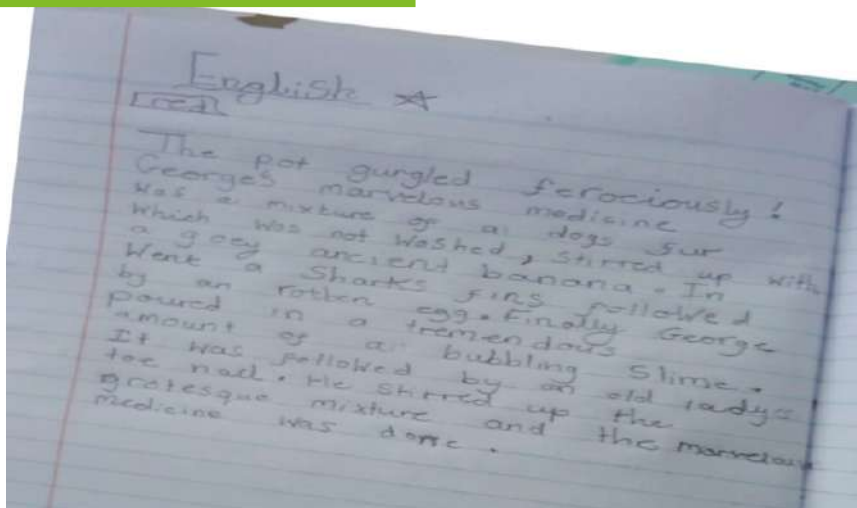 English
The pot gurgled ferociously!
Georges marvelous medicine
was a mixture of a dogs fur
which was not washed, stirred up with
a goey ancient banana. In
went a Sharks fins followed
by an rotten egg. Finally George
poured in a tremendous
amount of a bubbling slime.
It was followed by an old ladys
toe nail. He stirred up the
grotesque mixture and the marvelous
medicine was done.